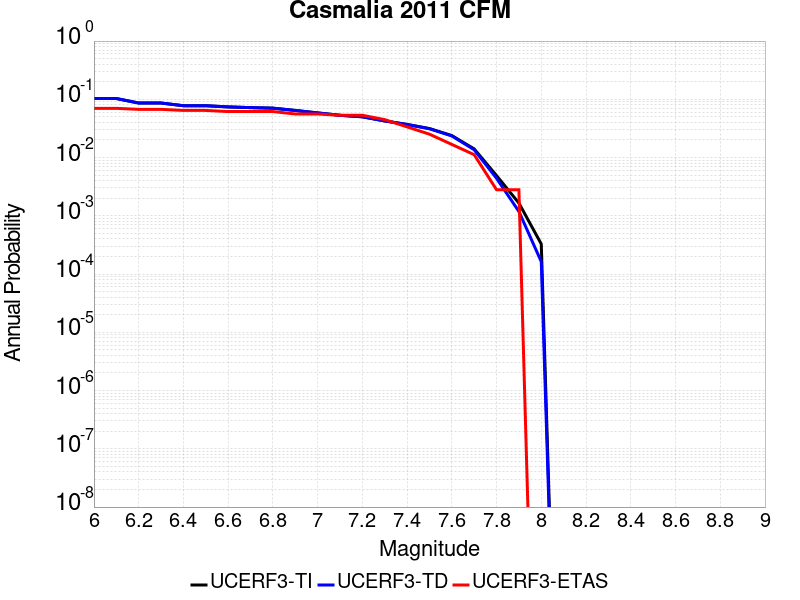 Casmalia 2011 CFM
10^0
10^-1
10^-2
10^-3
10^-4
10^-5
10^-6
10^-7
10^-8
Annual Probability
6 6.2 6.4 6.6 6.8 7 7.2 7.4 7.6 7.8 8 8.2 8.4 8.6 8.8 9
Magnitude
UCERF3-TI UCERF3-TD UCERF3-ETAS